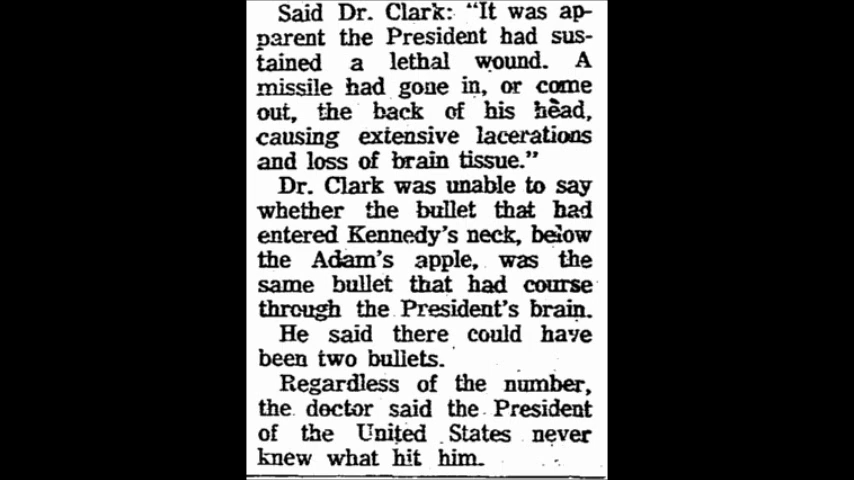 Said Dr. Clark: "It was ap-
parent the President had sus-
tained a lethal wound. A
missile had gone in, or come
out, the back of his head,
causing extensive lacerations
and loss of brain tissue."
Dr. Clark was unable to say
whether the bullet that had
entered Kennedy's neck, below
the Adam's apple, was the
same bullet that had course
through the President's brain.
He said there could have
been two bullets.
Regardless of the number,
the doctor said the President
of the United States never
knew what hit him.